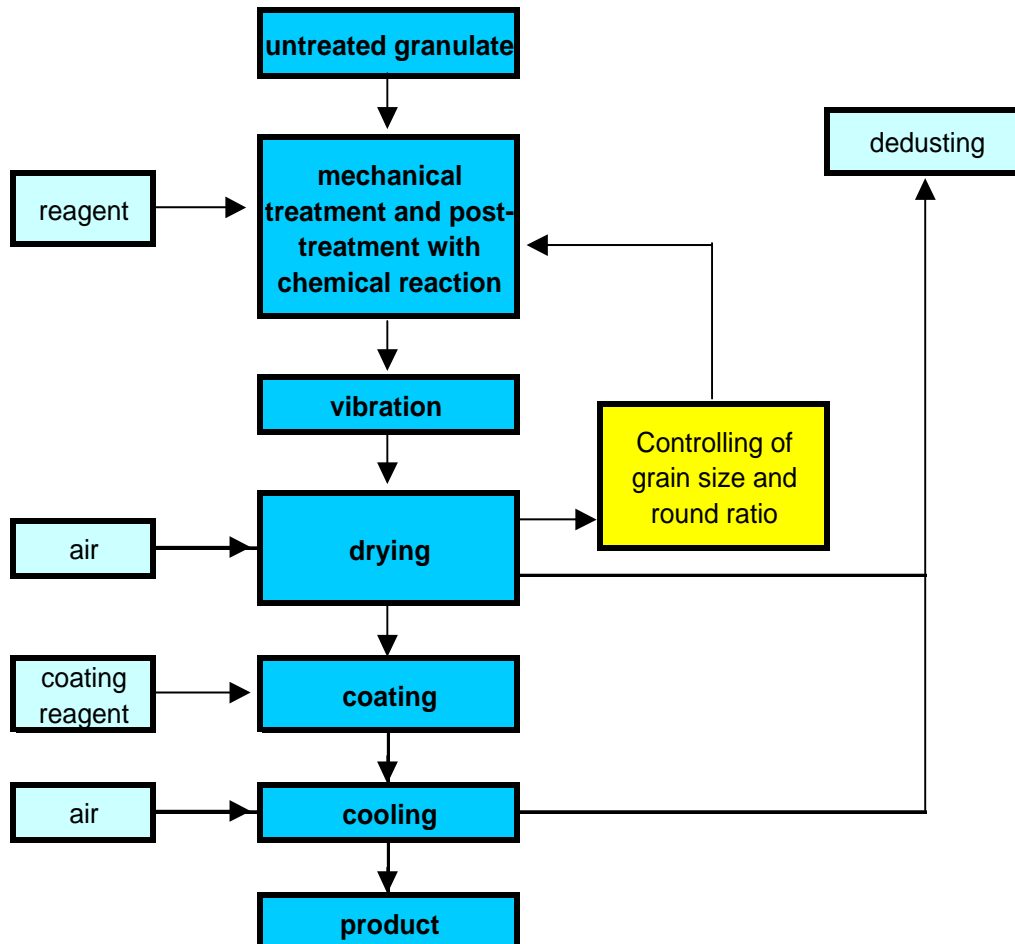 untreated granulate
dedusting
mechanical
treatment and post-
treatment with
chemical reaction
reagent
vibration
Controlling of
grain size and
round ratio
air
drying
coating
reagent
coating
air
cooling
product